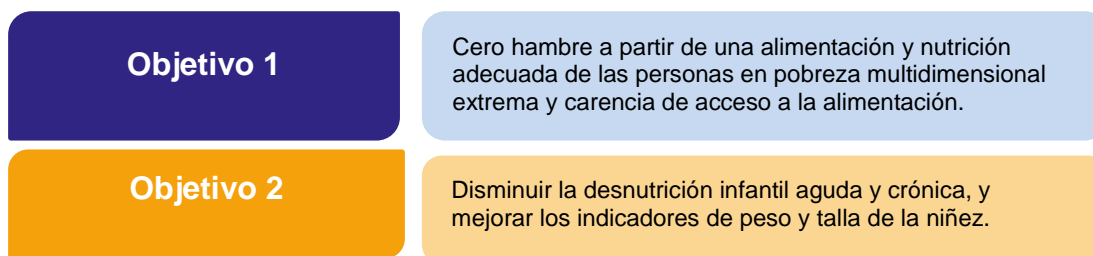 Objetivo 1
Cero hambre a partir de una alimentación y nutrición
adecuada de las personas en pobreza multidimensional
extrema y carencia de acceso a la alimentación.
Objetivo 2
Disminuir la desnutrición infantil aguda y crónica, y
mejorar los indicadores de peso y talla de la niñez.